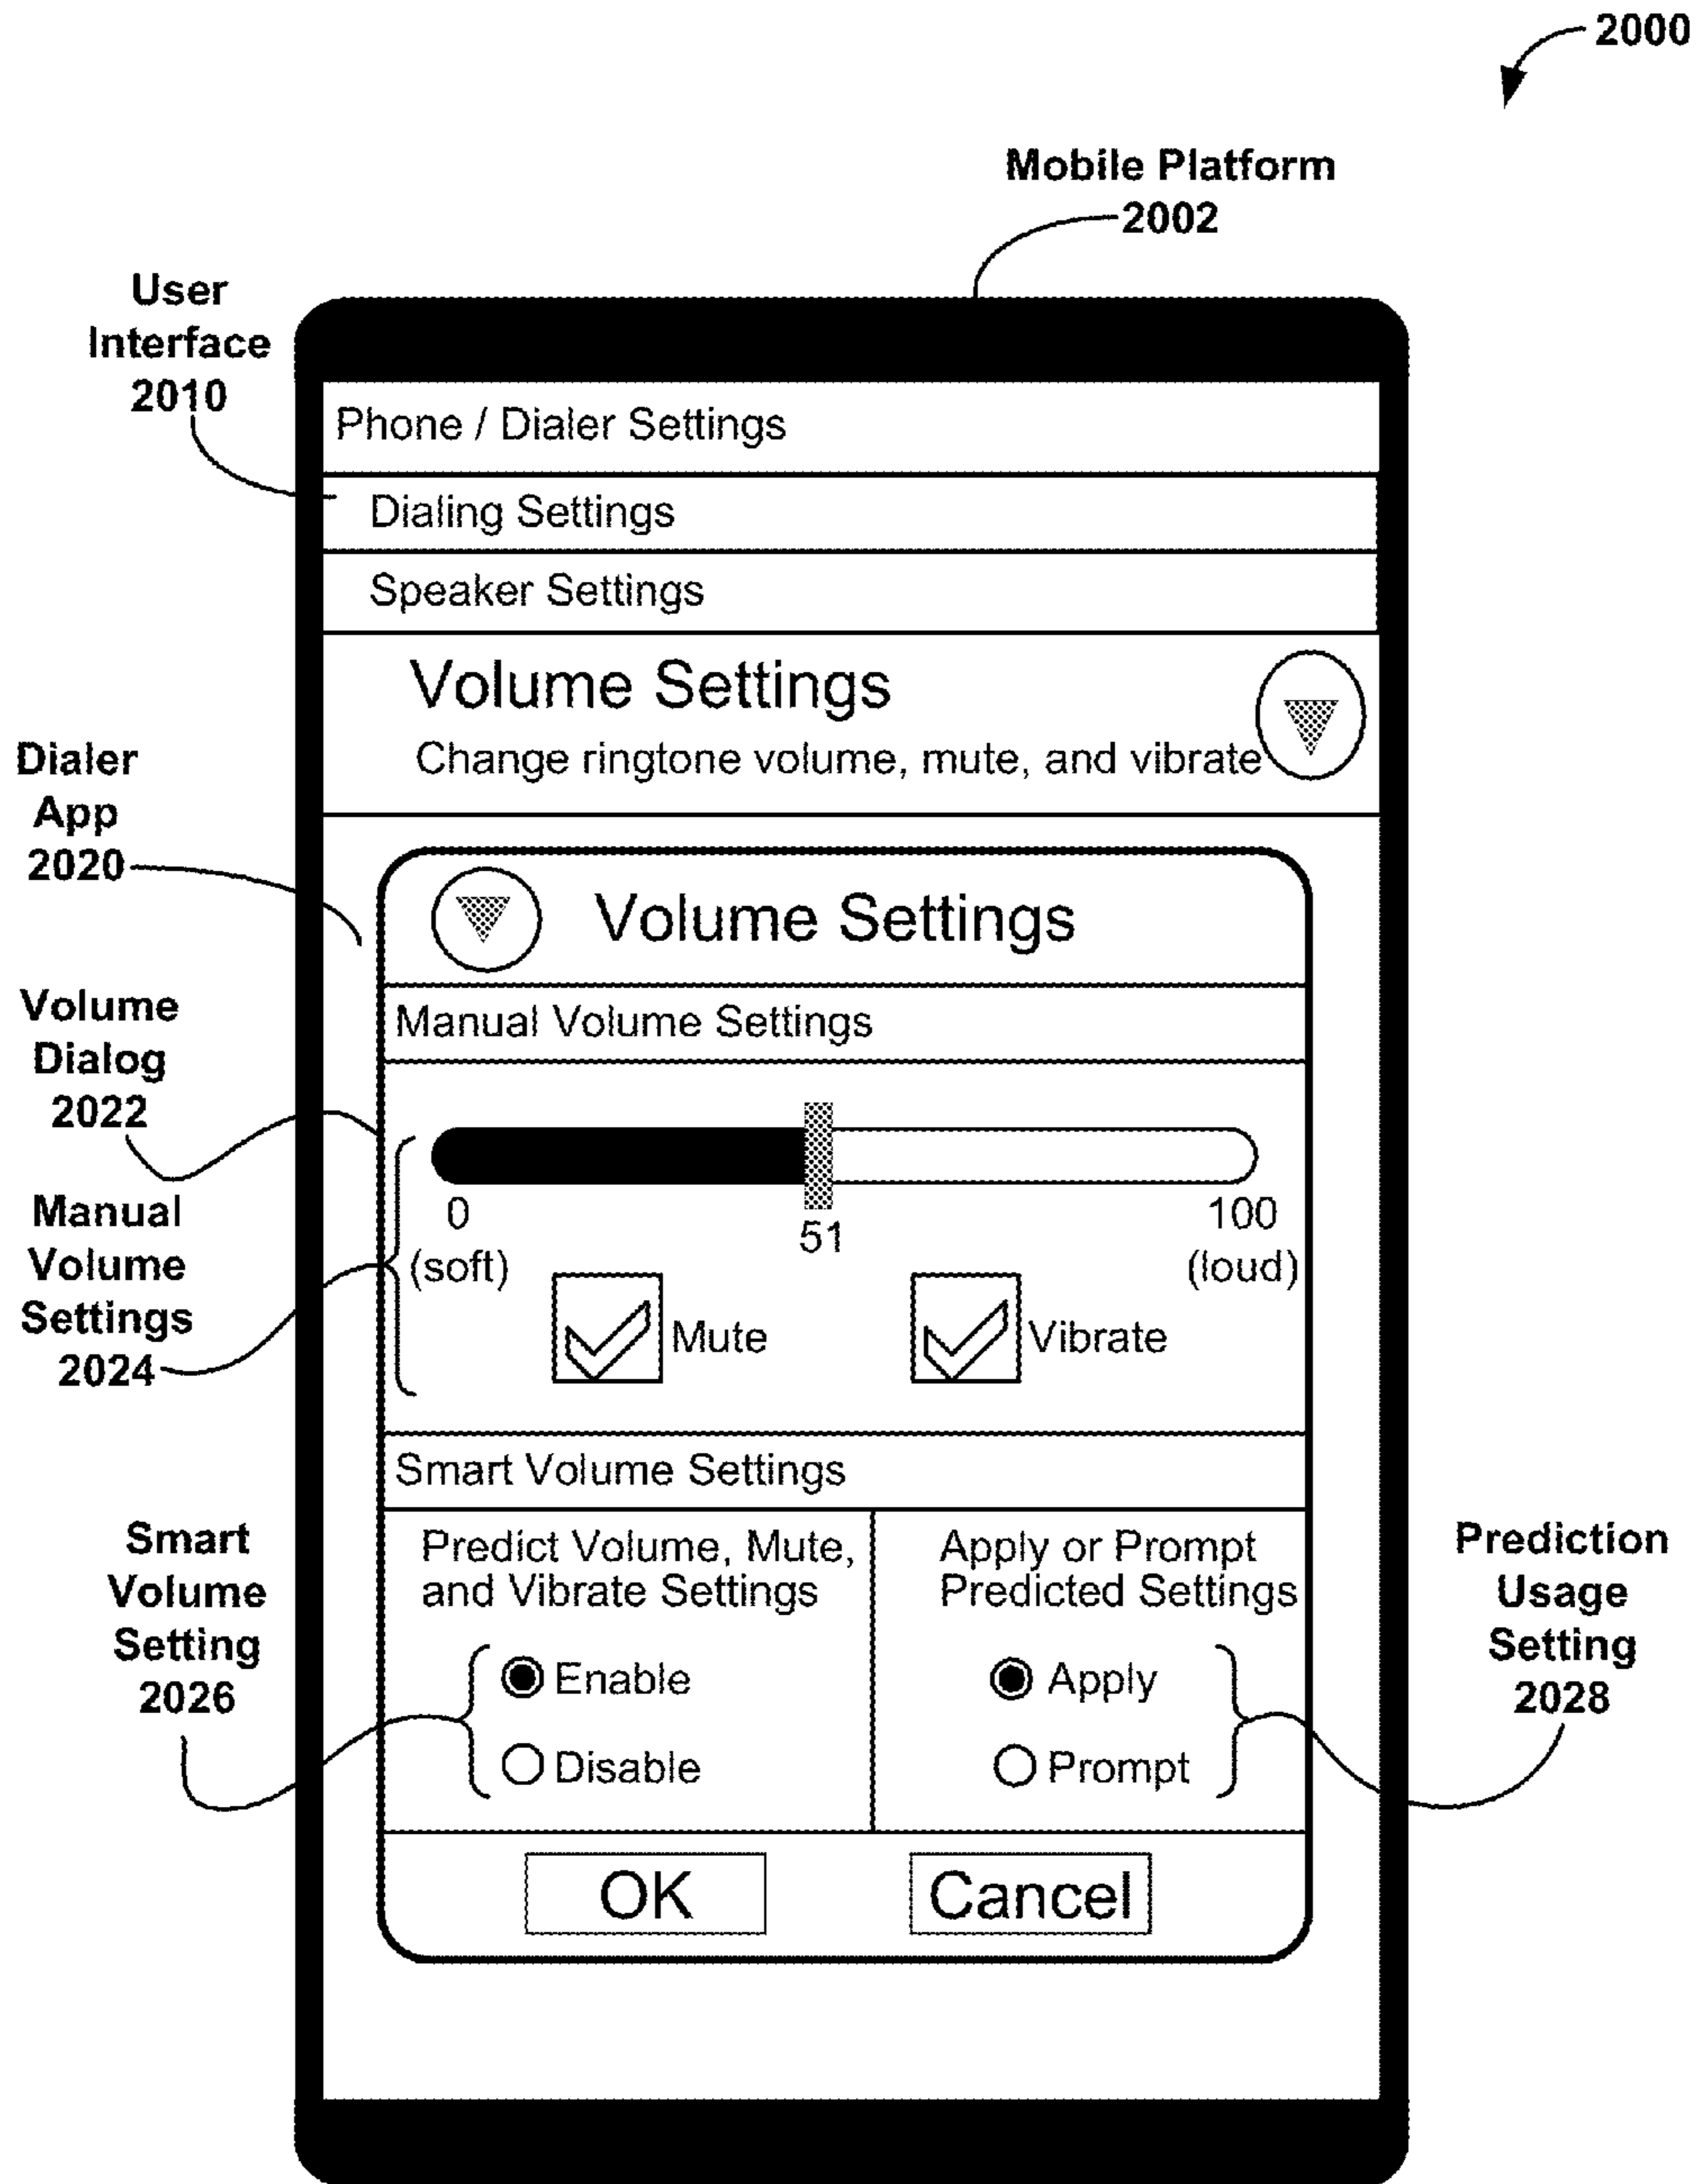 2000
Mobile Platform
2002
User
Interface
2010
Phone / Dialer Settings
Dialing Settings
Speaker Settings
Volume Settings
Change ringtone volume, mute, and vibrate
Dialer
App
2020
Volume Settings
Volume
Dialog
2022
Manual Volume Settings
0
(soft)
51
100
(loud)
Mute
Vibrate
Manual
Volume
Settings
2024
Smart Volume Settings
Smart
Volume
Setting
2026
Predict Volume, Mute,
and Vibrate Settings
Enable
Disable
Apply or Prompt
Predicted Settings
Apply
Prompt
Prediction
Usage
Setting
2028
OK
Cancel